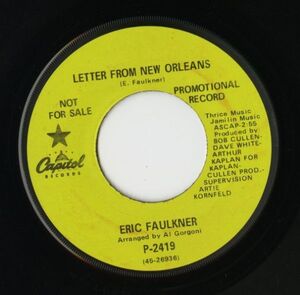 LETTER FROM NEW ORLEANS
(E. Faulkner)
NOT
FOR SALE
PROMOTIONAL
RECORD
Thrice Music
Jamilin Music
ASCAP-2:55
Produced by
BOB CULLEN-
DAVE WHITE-
ARTHUR
KAPLAN FOR
KAPLAN-
CULLEN PROD.-
SUPERVISION
ARTIE
KORNFELD
Capitol
RECORDS
ERIC FAULKNER
Arranged by Al Gorgoni
P-2419
(45-26936)